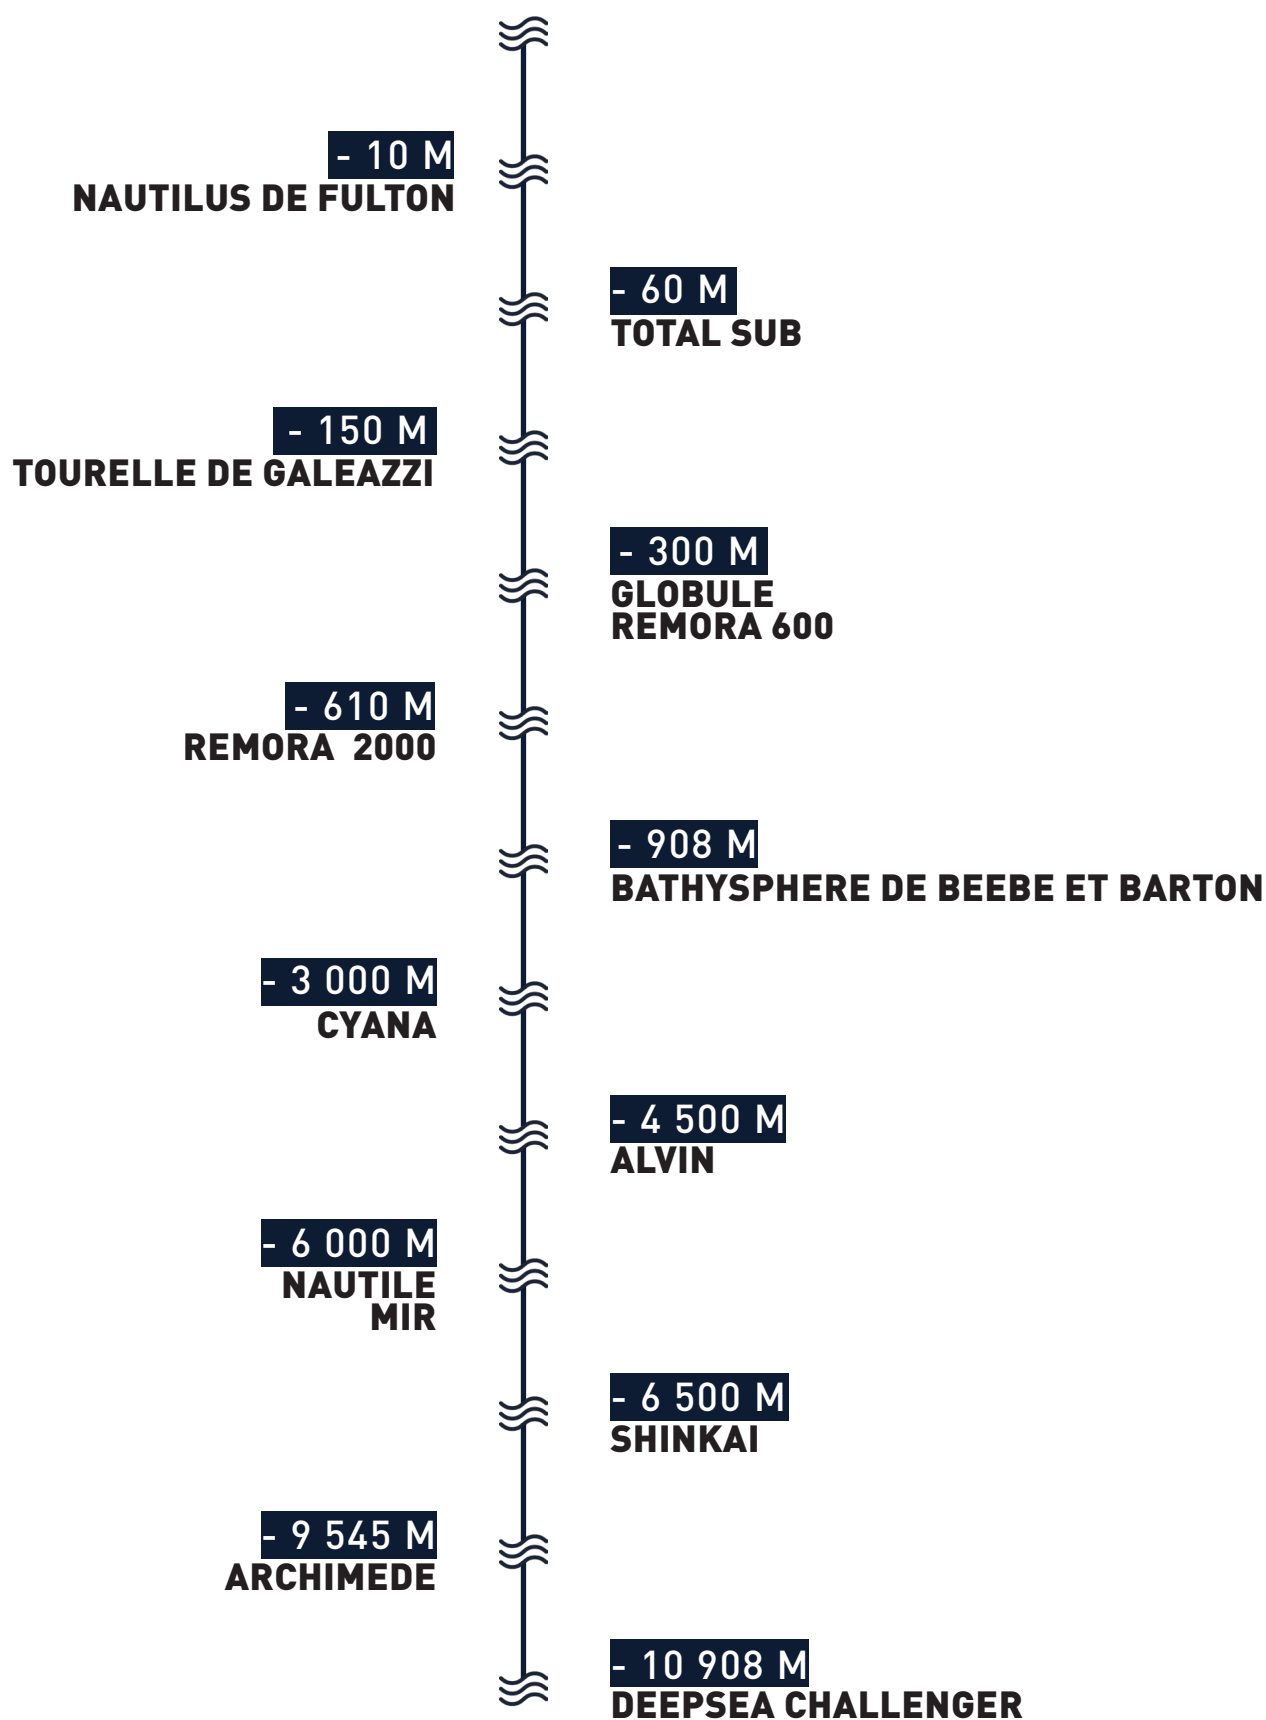 - 10 M
NAUTILUS DE FULTON
- 60 M
TOTAL SUB
- 150 M
TOURELLE DE GALEAZZI
- 300 M
GLOBULE
REMORA 600
- 610 M
REMORA 2000
- 908 M
BATHYSPHERE DE BEEBE ET BARTON
- 3 000 M
CYANA
- 4 500 M
ALVIN
- 6 000 M
NAUTILE
MIR
- 6 500 M
SHINKAI
- 9 545 M
ARCHIMEDE
- 10 908 M
DEEPSEA CHALLENGER